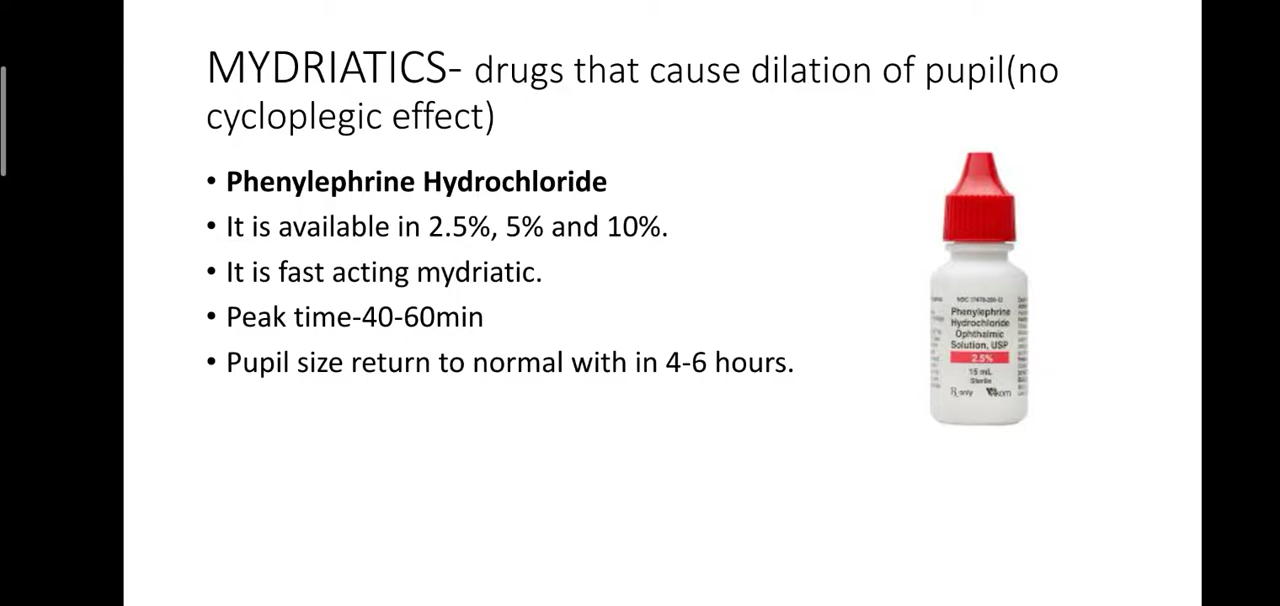 MYDRIATICS- drugs that cause dilation of pupil(no
cycloplegic effect)
• Phenylephrine Hydrochloride
• It is available in 2.5%, 5% and 10%.
• It is fast acting mydriatic.
• Peak time-40-60min
• Pupil size return to normal with in 4-6 hours.
Phenylephrine
Hydrochloride
Ophthalmic
Solution, USP
2.5%
15 mL
Sterile
Rx only